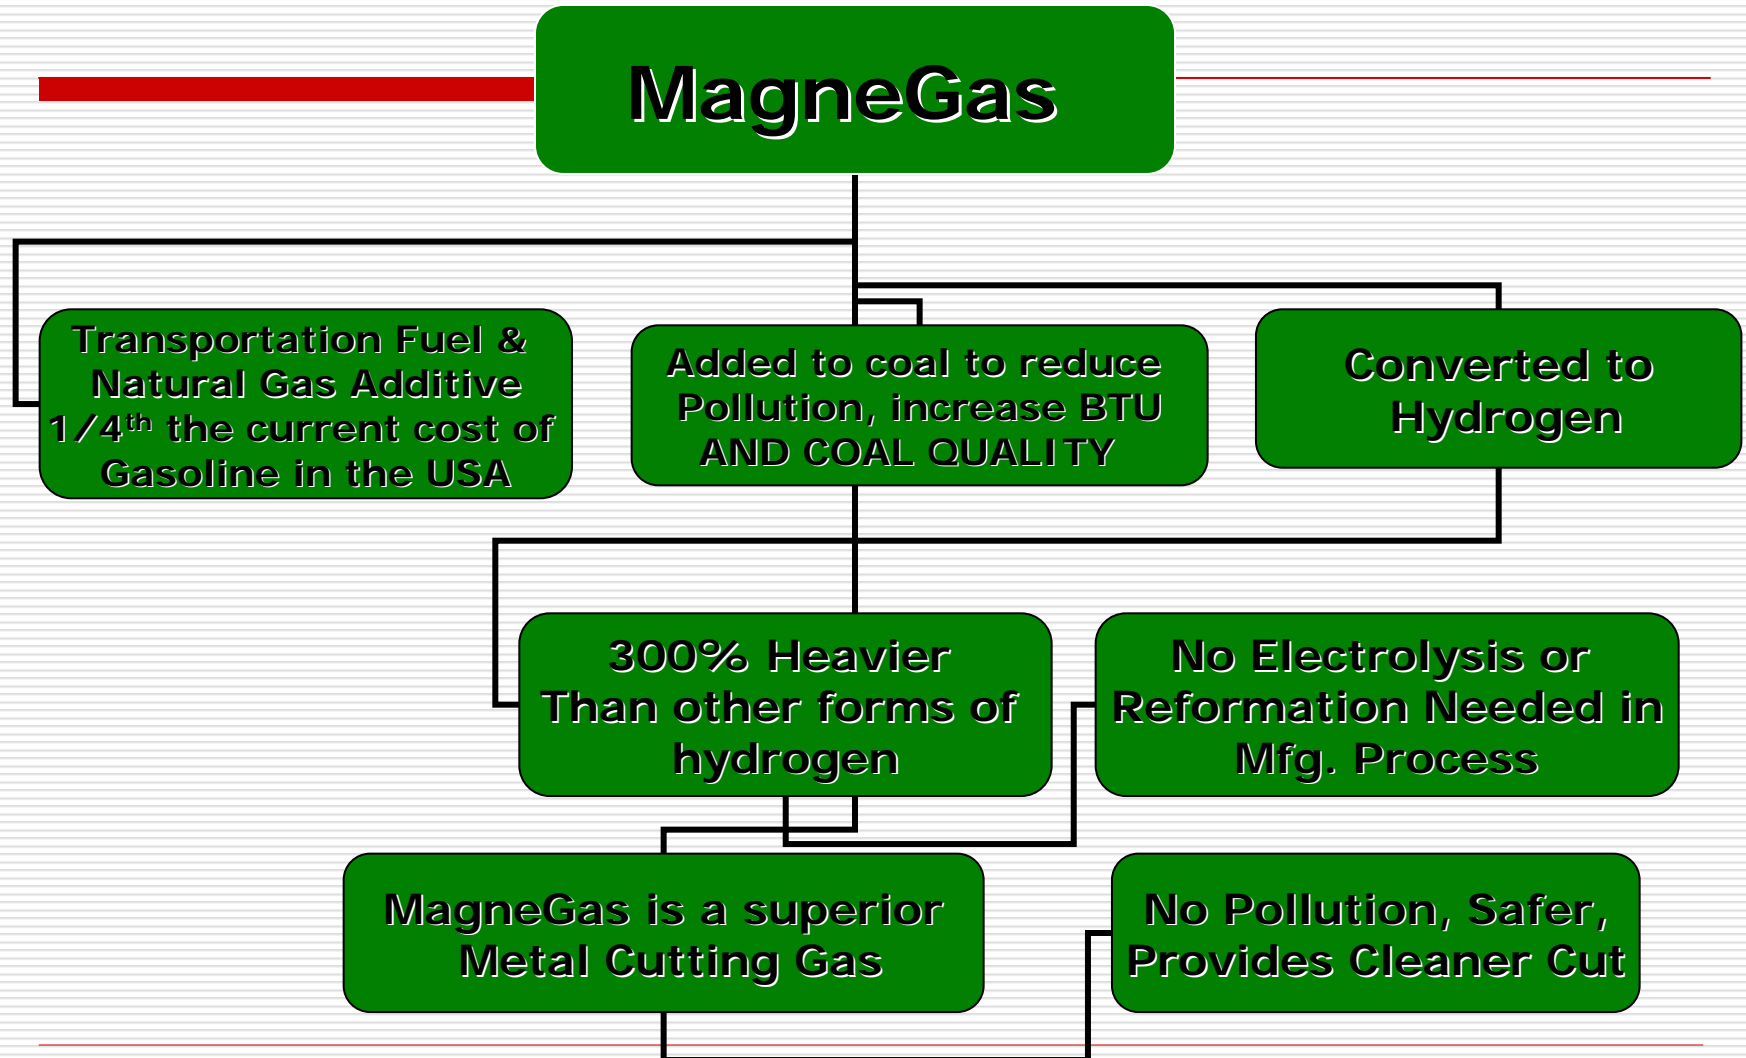 MagneGas
Transportation Fuel &
Natural Gas Additive
1/4th the current cost of
Gasoline in the USA
Added to coal to reduce
Pollution, increase BTU
AND COAL QUALITY
Converted to
Hydrogen
300% Heavier
Than other forms of
hydrogen
No Electrolysis or
Reformation Needed in
Mfg. Process
MagneGas is a superior
Metal Cutting Gas
No Pollution, Safer,
Provides Cleaner Cut